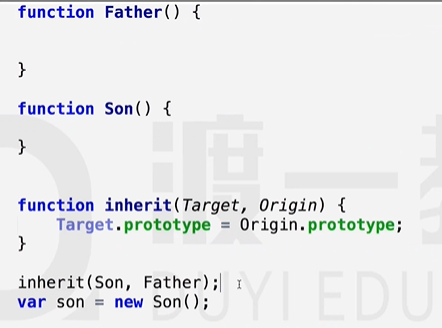 function Father() {
}
function Son() {
}
function inherit(Target, Origin) {
    Target.prototype = Origin.prototype;
}
inherit(Son, Father);
var son = new Son();
渡一教
DUYI EDU